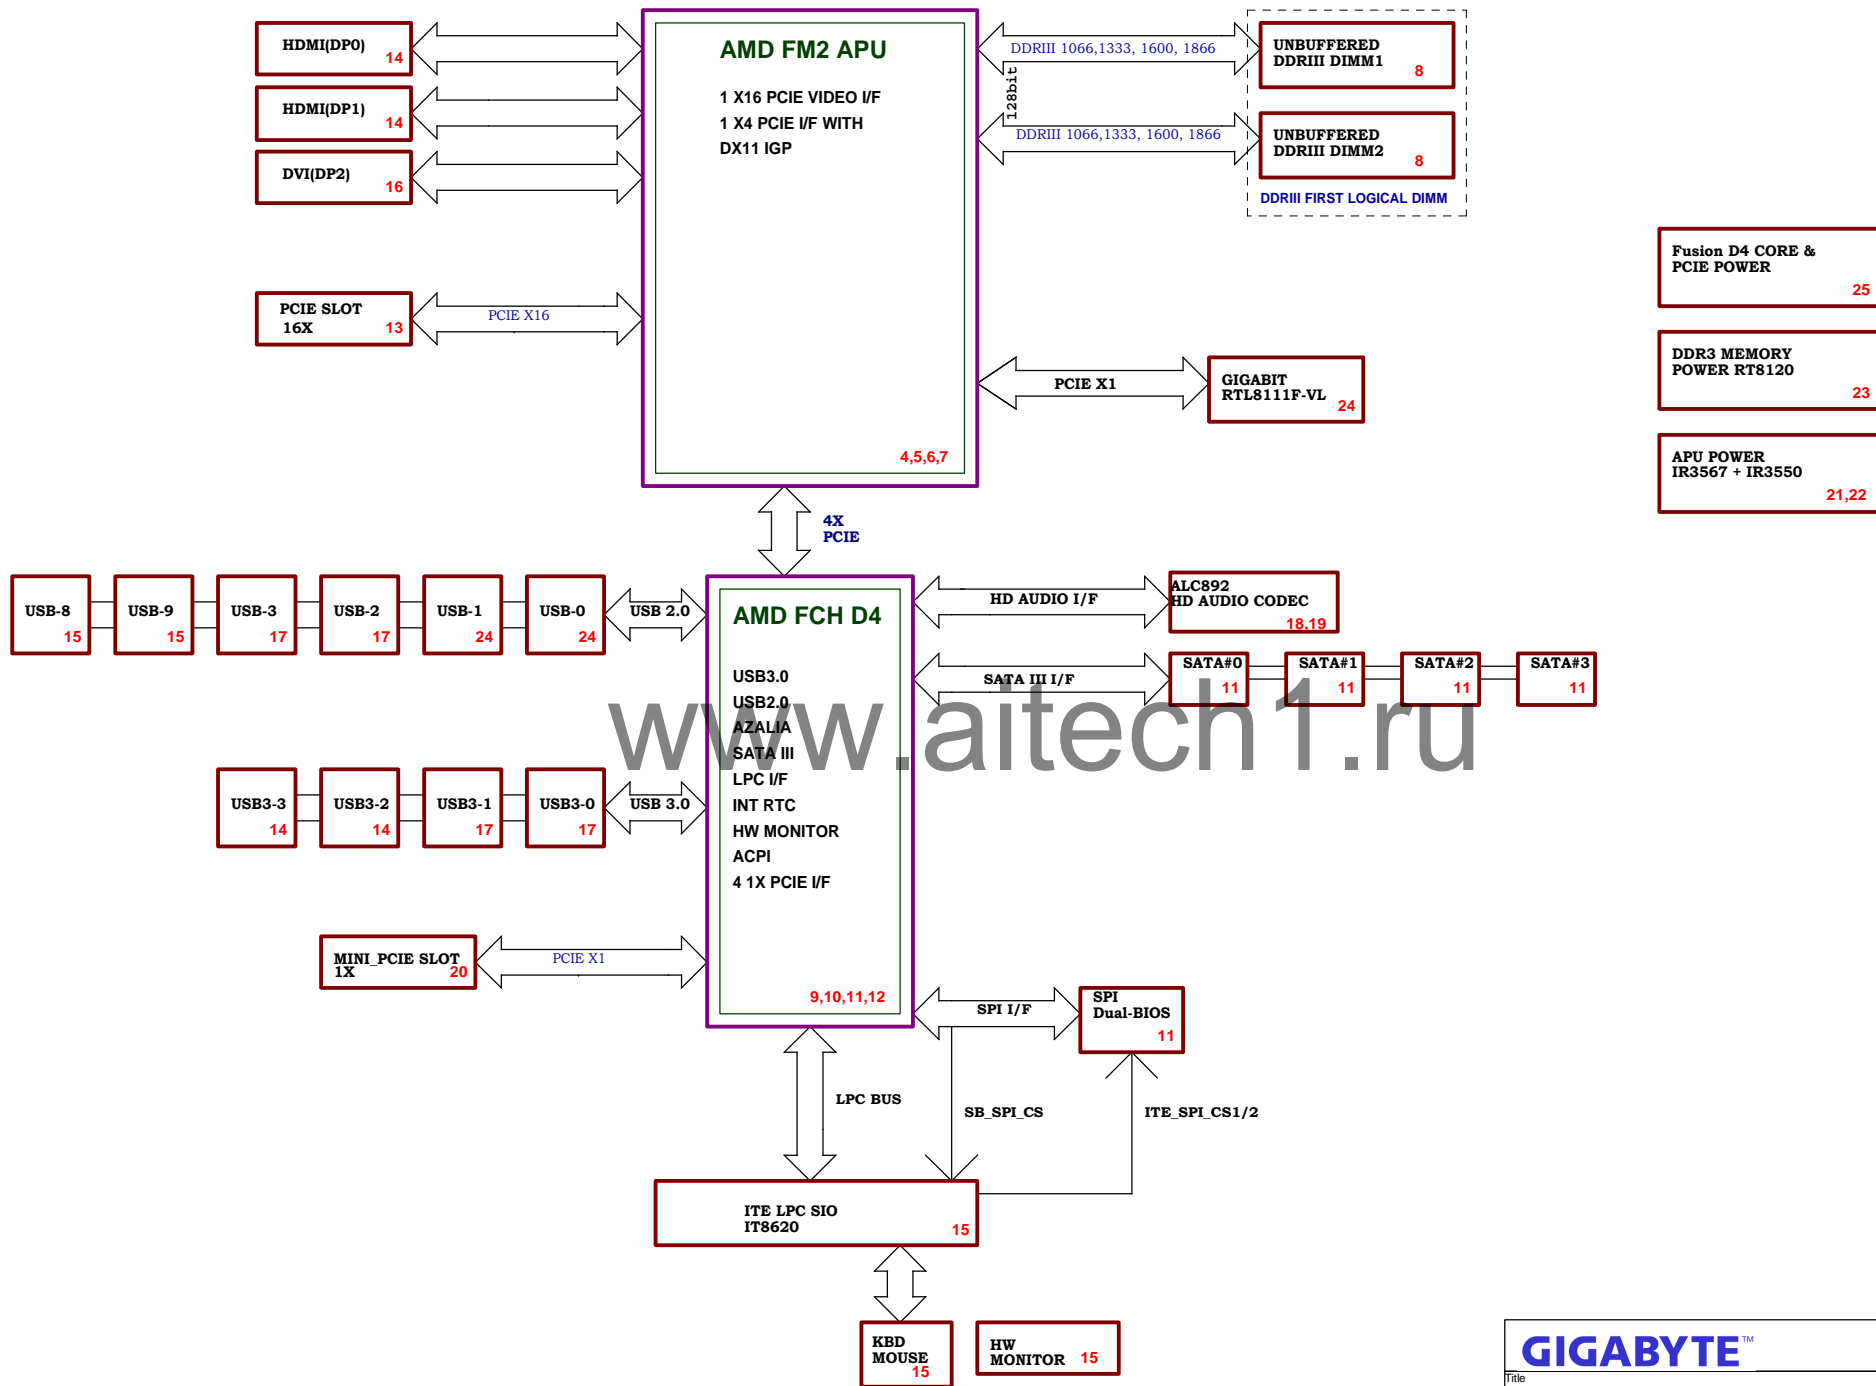 HDMI(DP0)
14
HDMI(DP1)
14
DVI(DP2)
16
PCIE SLOT
16X
13
PCIE X16
AMD FM2 APU
1 X16 PCIE VIDEO I/F
1 X4 PCIE I/F WITH
DX11 IGP
4,5,6,7
DDRIII 1066,1333, 1600, 1866
128bit
DDRIII 1066,1333, 1600, 1866
UNBUFFERED
DDRIII DIMM1
8
UNBUFFERED
DDRIII DIMM2
8
DDRIII FIRST LOGICAL DIMM
PCIE X1
GIGABIT
RTL8111F-VL
24
Fusion D4 CORE &
PCIE POWER
25
DDR3 MEMORY
POWER RT8120
23
APU POWER
IR3567 + IR3550
21,22
4X
PCIE
USB-8
15
USB-9
15
USB-3
17
USB-2
17
USB-1
24
USB-0
24
USB 2.0
AMD FCH D4
USB3.0
USB2.0
AZALIA
SATA III
LPC I/F
INT RTC
HW MONITOR
ACPI
4 1X PCIE I/F
9,10,11,12
HD AUDIO I/F
ALC892
HD AUDIO CODEC
18,19
SATA III I/F
SATA#0
11
SATA#1
11
SATA#2
11
SATA#3
11
www.aitech1.ru
USB3-3
14
USB3-2
14
USB3-1
17
USB3-0
17
USB 3.0
MINI_PCIE SLOT
1X
20
PCIE X1
SPI I/F
SPI
Dual-BIOS
11
LPC BUS
SB_SPI_CS
ITE_SPI_CS1/2
ITE LPC SIO
IT8620
15
KBD
MOUSE
15
HW
MONITOR
15
GIGABYTE™
Title